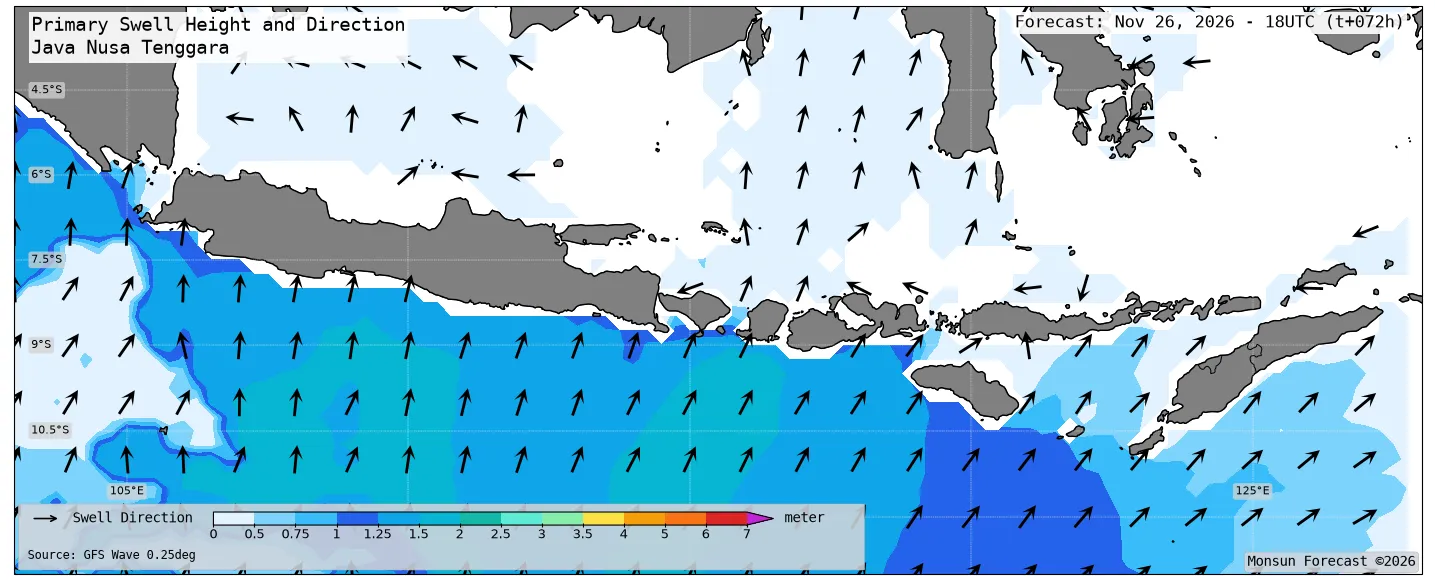 Primary Swell Height and Direction
Java Nusa Tenggara
Forecast: Nov 26, 2026 - 18UTC (t+072h)
4.5°S
6°S
7.5°S
9°S
10.5°S
105°E
125°E
Swell Direction
0 0.5 0.75 1 1.25 1.5 2 2.5 3 3.5 4 5 6 7
meter
Source: GFS Wave 0.25deg
Monsun Forecast ©2026